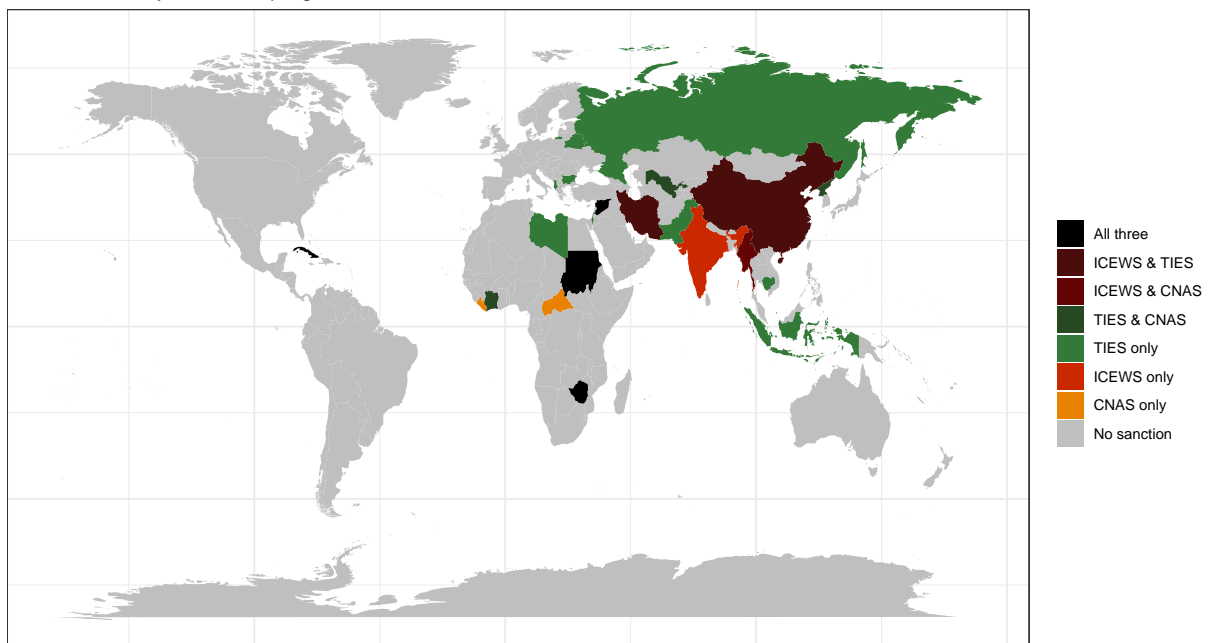 All three
ICEWS & TIES
ICEWS & CNAS
TIES & CNAS
TIES only
ICEWS only
CNAS only
No sanction